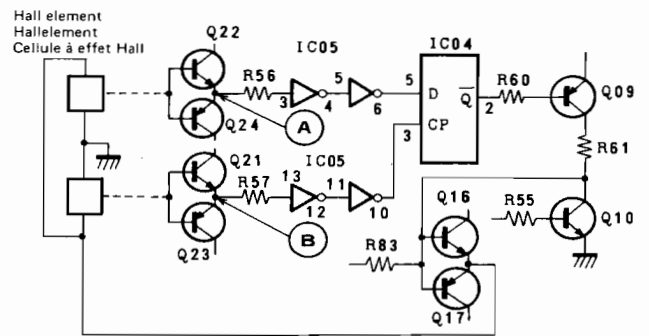 Hall element
Hallelement
Cellule à effet Hall
Q22
IC05
IC04
R56
3
4
5
6
5
D
Q
2
R60
Q09
Q24
A
3
CP
R61
Q21
IC05
R57
13
12
11
10
Q16
R55
Q10
Q23
B
R83
Q17